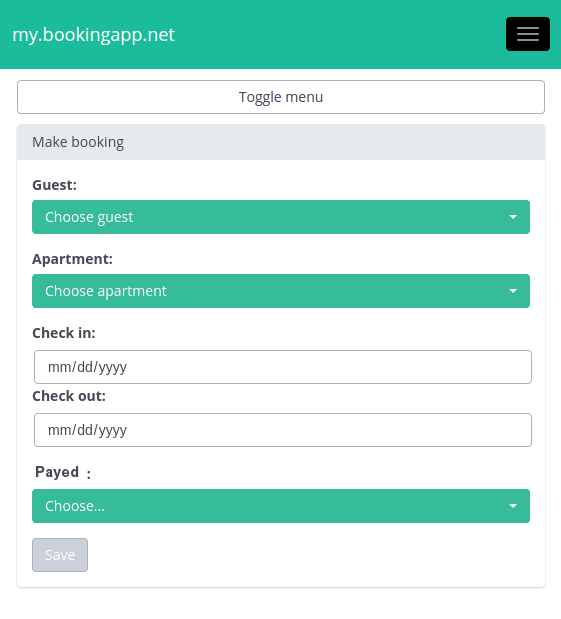 my.bookingapp.net
Toggle menu
Make booking
Guest:
Choose guest
Apartment:
Choose apartment
Check in:
mm/dd/yyyy
Check out:
mm/dd/yyyy
Payed :
Choose...
Save